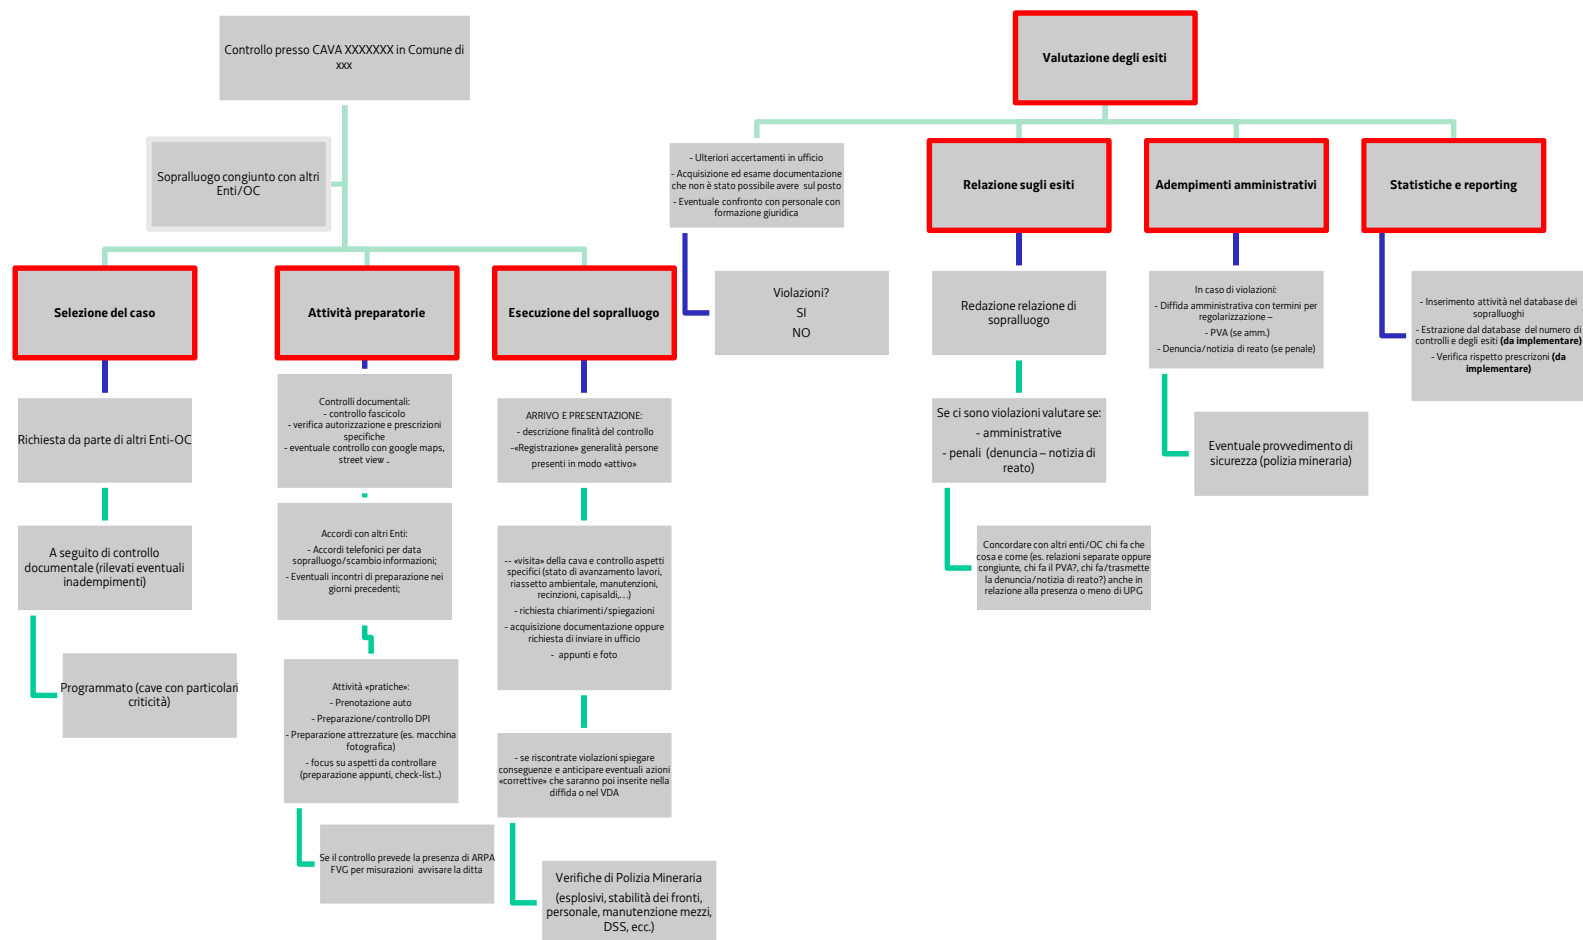 Controllo presso CAVA XXXXXXX in Comune di
xxx
Sopralluogo congiunto con altri
Enti/OC
Selezione del caso
Richiesta da parte di altri Enti-OC
A seguito di controllo
documentale (rilevati eventuali
inadempimenti)
Programmato (cave con particolari
criticità)
Attività preparatorie
Controlli documentali:
- controllo fascicolo
- verifica autorizzazione e prescrizioni
specifiche
- eventuale controllo con google maps,
street view ..
Accordi con altri Enti:
- Accordi telefonici per data
sopralluogo/scambio informazioni;
- Eventuali incontri di preparazione nei
giorni precedenti;
Attività «pratiche»:
- Prenotazione auto
- Preparazione/controllo DPI
- Preparazione attrezzature (es. macchina
fotografica)
- focus su aspetti da controllare
(preparazione appunti, check-list..)
Se il controllo prevede la presenza di ARPA
FVG per misurazioni avvisare la ditta
Esecuzione del sopralluogo
ARRIVO E PRESENTAZIONE:
- descrizione finalità del controllo
-«Registrazione» generalità persone
presenti in modo «attivo»
-- «visita» della cava e controllo aspetti
specifici (stato di avanzamento lavori,
riassetto ambientale, manutenzioni,
recinzioni, capisaldi,...)
- richiesta chiarimenti/spiegazioni
- acquisizione documentazione oppure
richiesta di inviare in ufficio
- appunti e foto
- se riscontrate violazioni spiegare
conseguenze e anticipare eventuali azioni
«correttive» che saranno poi inserite nella
diffida o nel VDA
Verifiche di Polizia Mineraria
(esplosivi, stabilità dei fronti,
personale, manutenzione mezzi,
DSS, ecc.)
Valutazione degli esiti
- Ulteriori accertamenti in ufficio
- Acquisizione ed esame documentazione
che non è stato possibile avere sul posto
- Eventuale confronto con personale con
formazione giuridica
Violazioni?
SI
NO
Relazione sugli esiti
Redazione relazione di
sopralluogo
Se ci sono violazioni valutare se:
- amministrative
- penali (denuncia – notizia di
reato)
Concordare con altri enti/OC chi fa che
cosa e come (es. relazioni separate oppure
congiunte, chi fa il PVA?, chi fa/trasmette
la denuncia/notizia di reato?) anche in
relazione alla presenza o meno di UPG
Adempimenti amministrativi
In caso di violazioni:
- Diffida amministrativa con termini per
regolarizzazione –
- PVA (se amm.)
- Denuncia/notizia di reato (se penale)
Eventuale provvedimento di
sicurezza (polizia mineraria)
Statistiche e reporting
- Inserimento attività nel database dei
sopralluoghi
- Estrazione dal database del numero di
controlli e degli esiti (da implementare)
- Verifica rispetto prescrizoni (da
implementare)